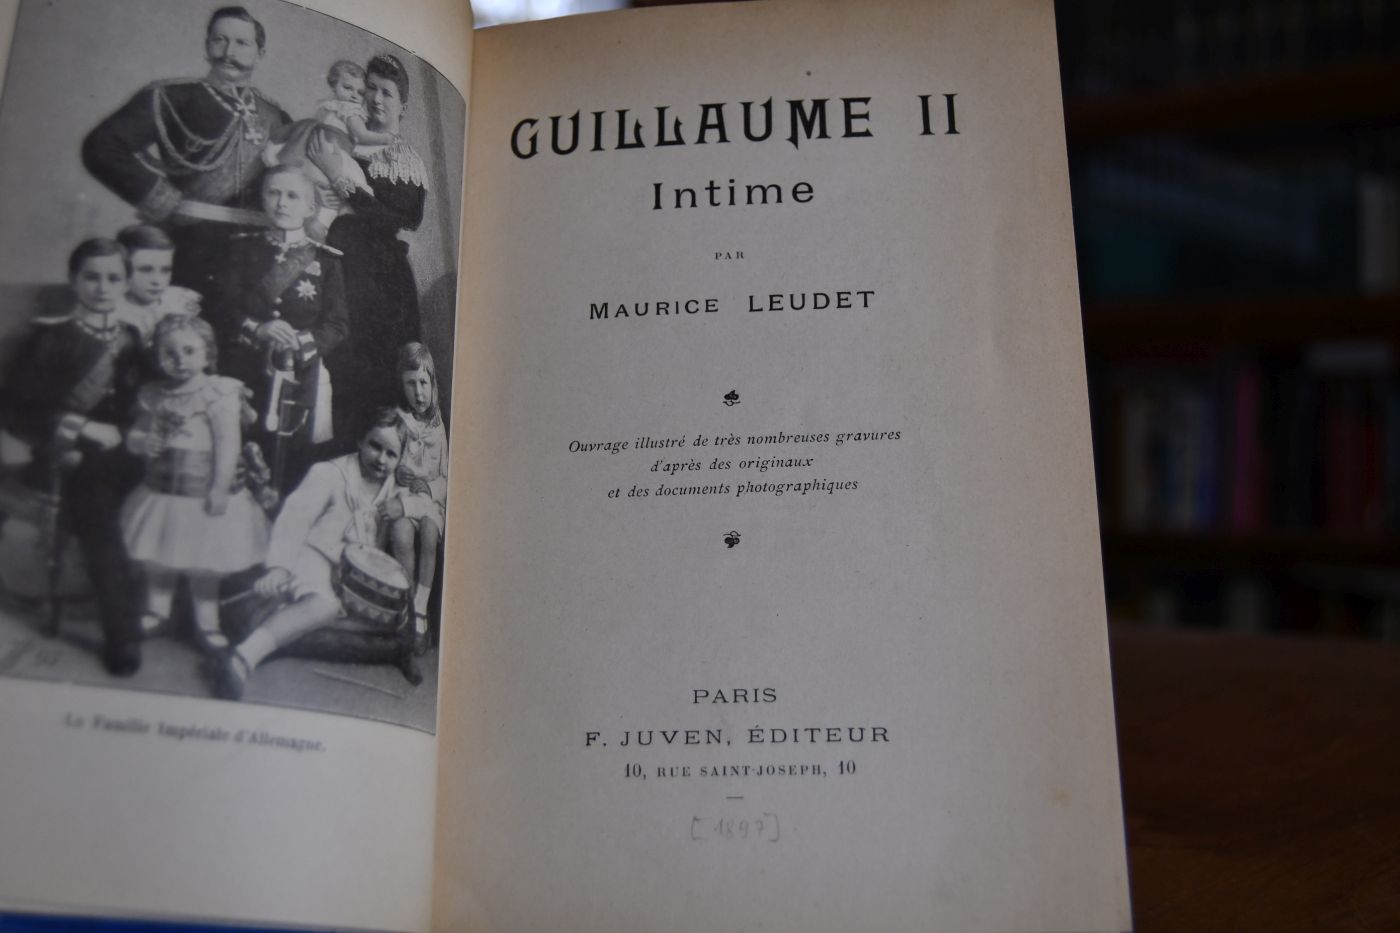 La Famille Impériale d'Allemagne.
GUILLAUME II
Intime
PAR
MAURICE LEUDET
Ouvrage illustré de très nombreuses gravures
d'après des originaux
et des documents photographiques
PARIS
F. JUVEN, ÉDITEUR
10, RUE SAINT-JOSEPH, 10
[1897]